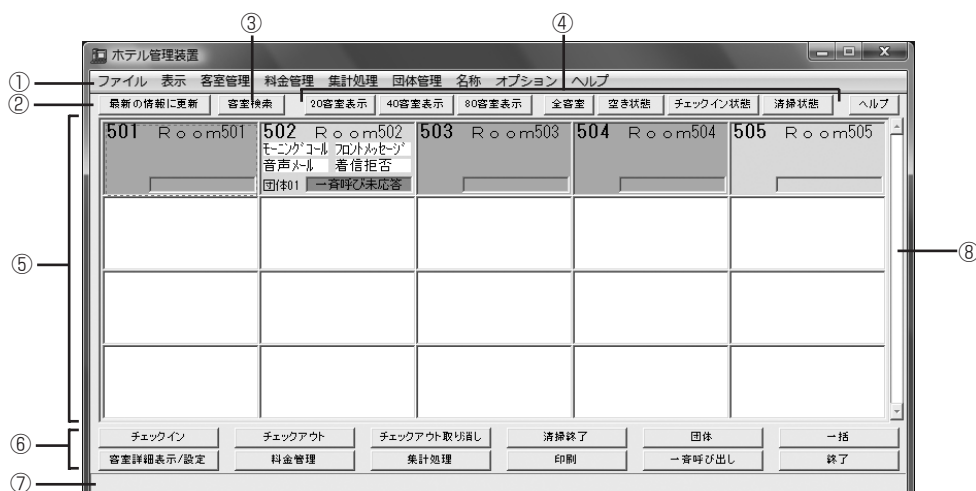 ③ ④
ホテル管理装置
① ファイル 表示 客室管理 料金管理 集計処理 団体管理 名称 オプション ヘルプ
② 最新の情報に更新 客室検索 20客室表示 40客室表示 80客室表示 全客室 空き状態 チェックイン状態 清掃状態 ヘルプ
501 Ｒｏｏｍ501 502 Ｒｏｏｍ502 503 Ｒｏｏｍ503 504 Ｒｏｏｍ504 505 Ｒｏｏｍ505
ﾓｰﾆﾝｸﾞｺｰﾙ ﾌﾛﾝﾄﾒｯｾｰｼﾞ
音声ﾒｰﾙ 着信拒否
団体01 一斉呼び未応答
⑤ ⑧
⑥ チェックイン チェックアウト チェックアウト取り消し 清掃終了 団体 一括
客室詳細表示/設定 料金管理 集計処理 印刷 一斉呼び出し 終了
⑦